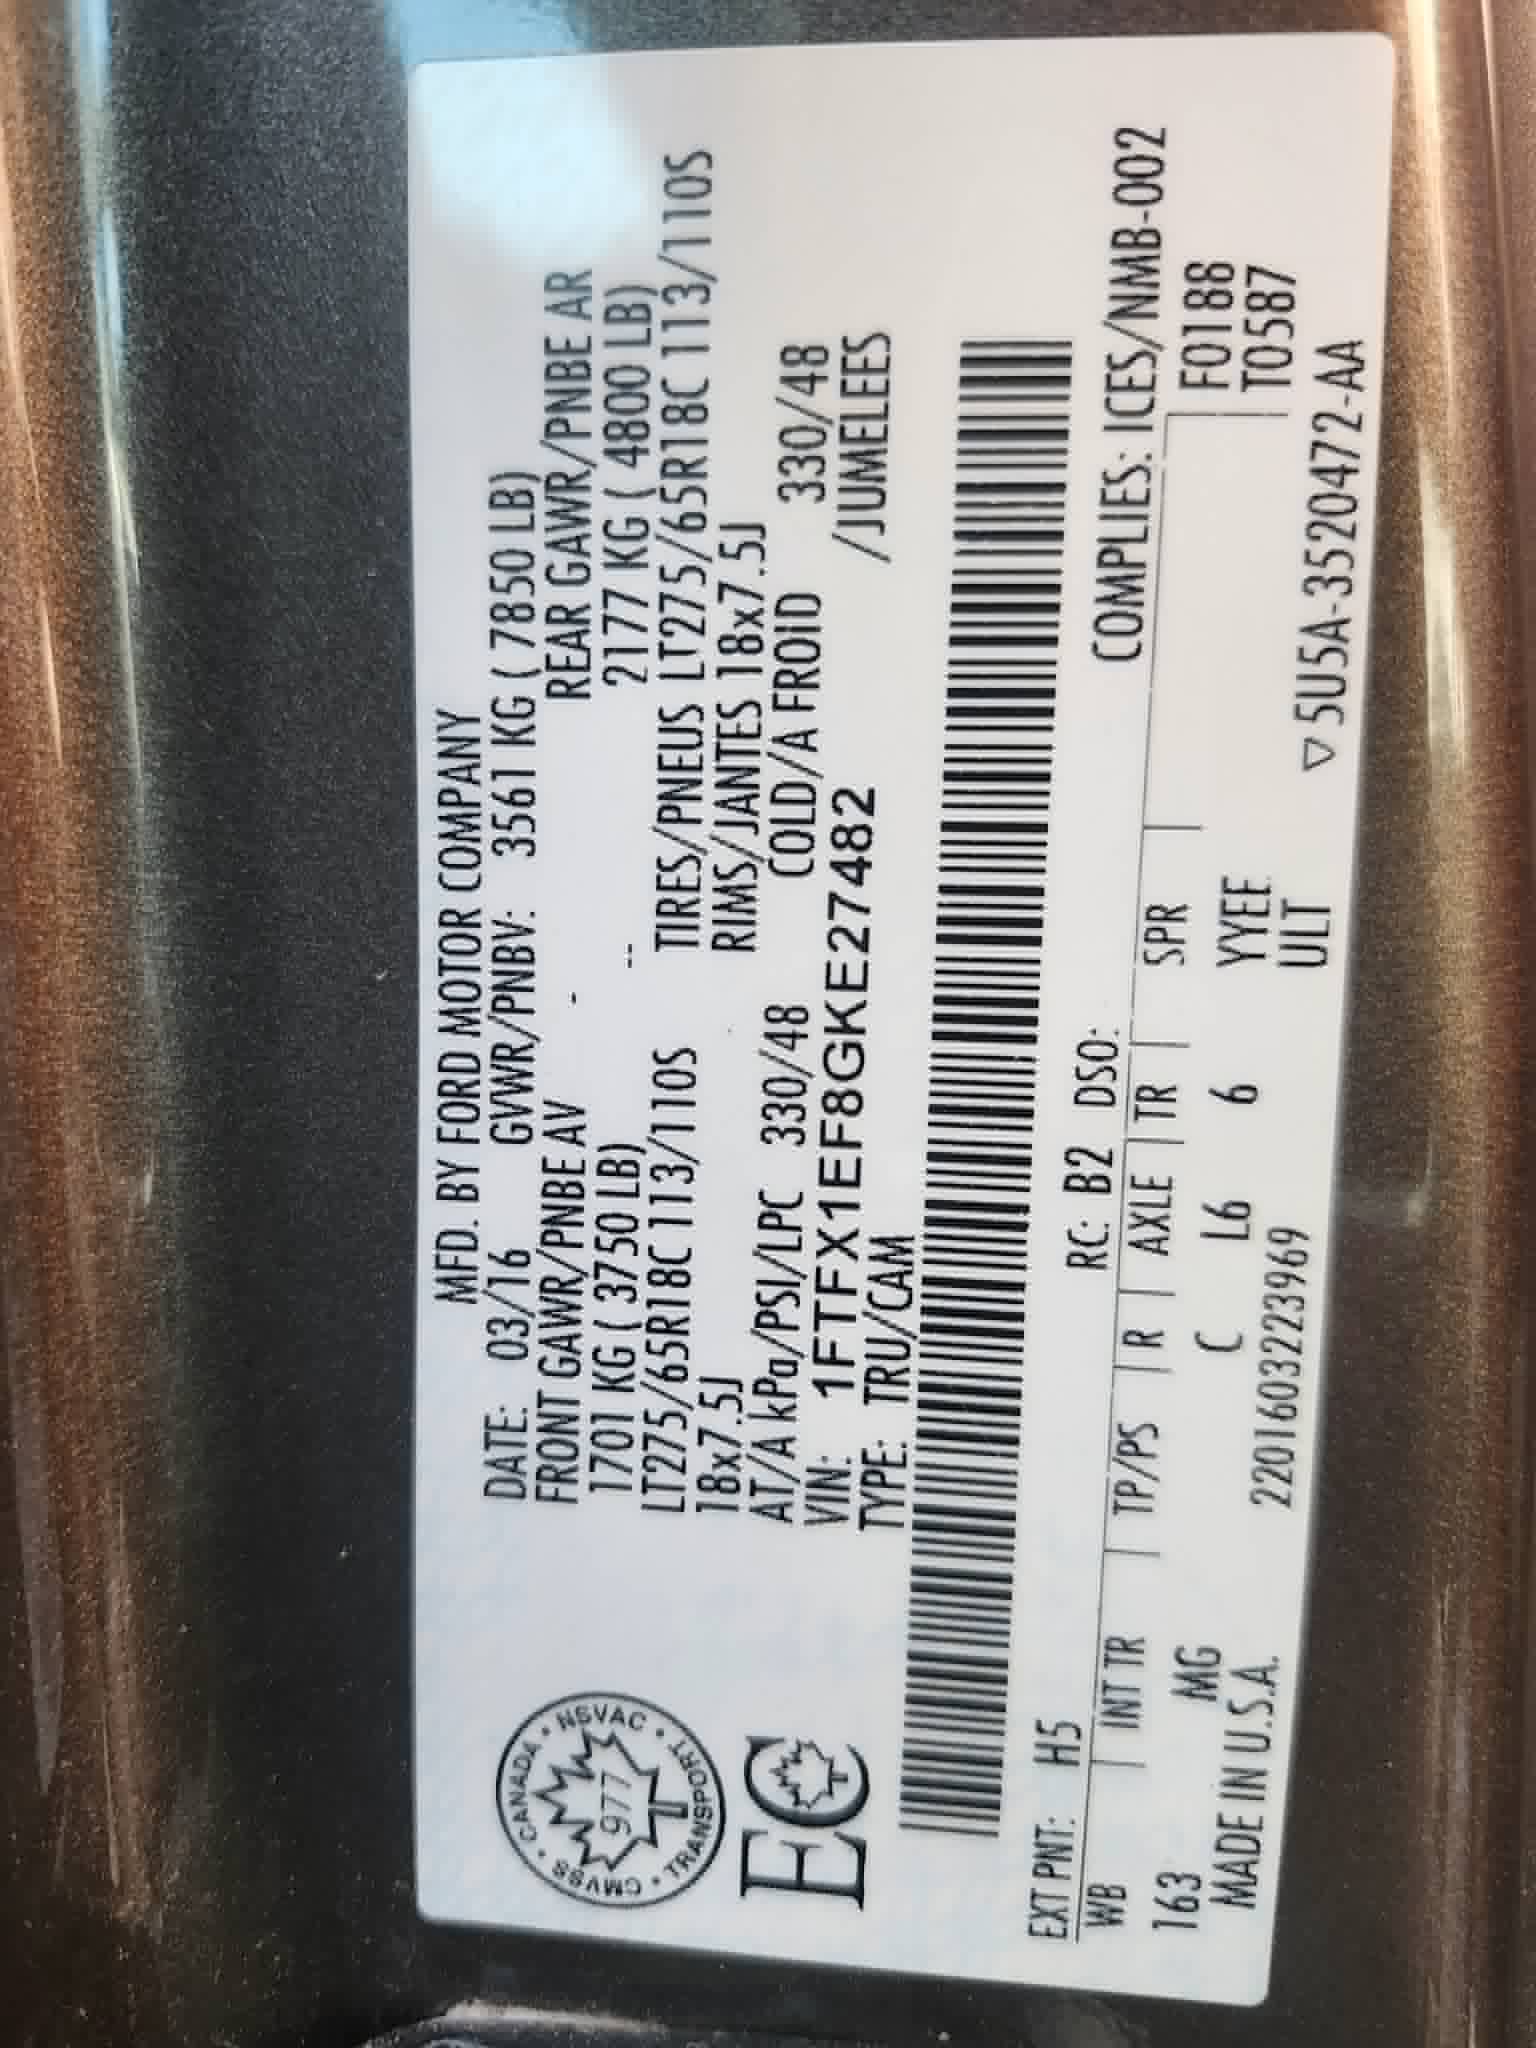 MFD. BY FORD MOTOR COMPANY
DATE: 03/16 GVWR/PNBV: 3561 KG ( 7850 LB)
FRONT GAWR/PNBE AV - REAR GAWR/PNBE AR
1701 KG ( 3750 LB) -- 2177 KG ( 4800 LB)
LT275/65R18C 113/110S TIRES/PNEUS LT275/65R18C 113/110S
18x7.5J RIMS/JANTES 18x7.5J
AT/A kPa/PSI/LPC 330/48 COLD/A FROID 330/48
VIN: 1FTFX1EF8GKE27482 /JUMELEES
TYPE: TRU/CAM
CMVSS • CANADA • NSVAC • TRANSPORT •
977
EC
EXT PNT: H5 RC: B2 DSO: COMPLIES: ICES/NMB-002
WB | INT TR | TP/PS | R | AXLE | TR | SPR | F0188
163 MG C L6 6 YYEE T0587
MADE IN U.S.A. 2201603223969 ULT
▽ 5U5A-3520472-AA